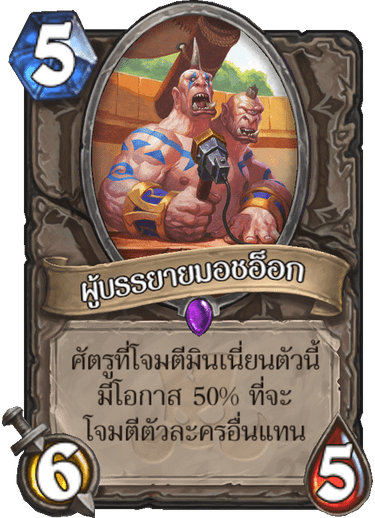 5
ผู้บรรยายมอชอ็อก
ศัตรูที่โจมตีมินเนี่ยนตัวนี้
มีโอกาส 50% ที่จะ
โจมตีตัวละครอื่นแทน
6
5